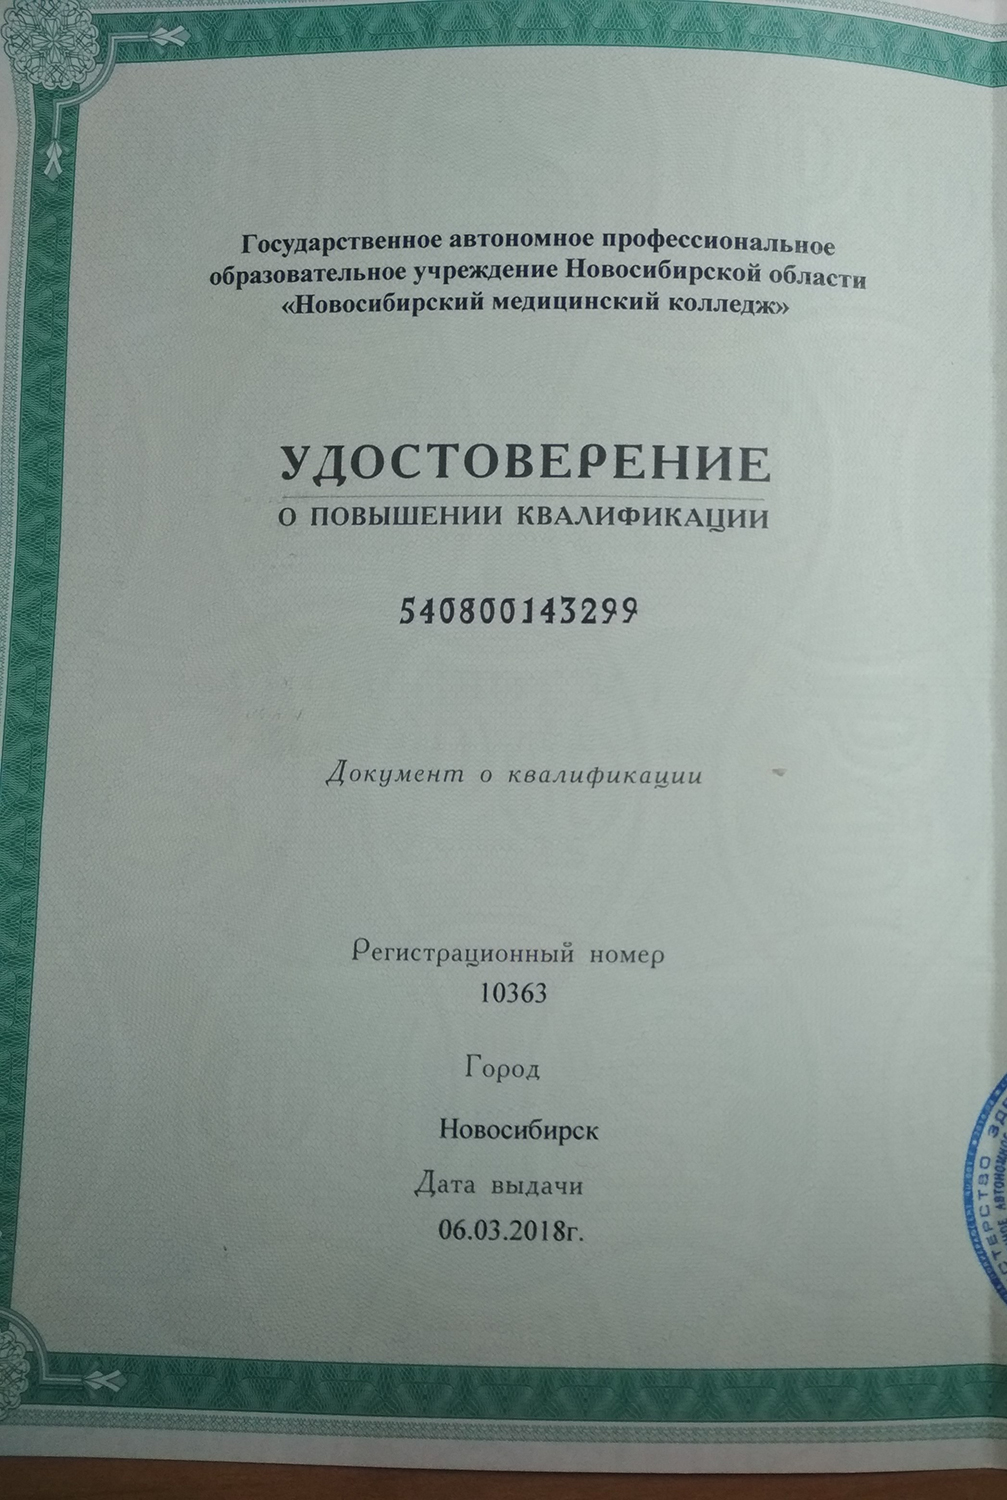 Государственное автономное профессиональное
образовательное учреждение Новосибирской области
«Новосибирский медицинский колледж»
УДОСТОВЕРЕНИЕ
О ПОВЫШЕНИИ КВАЛИФИКАЦИИ
540800143299
Документ о квалификации
Регистрационный номер
10363
Город
Новосибирск
Дата выдачи
06.03.2018г.